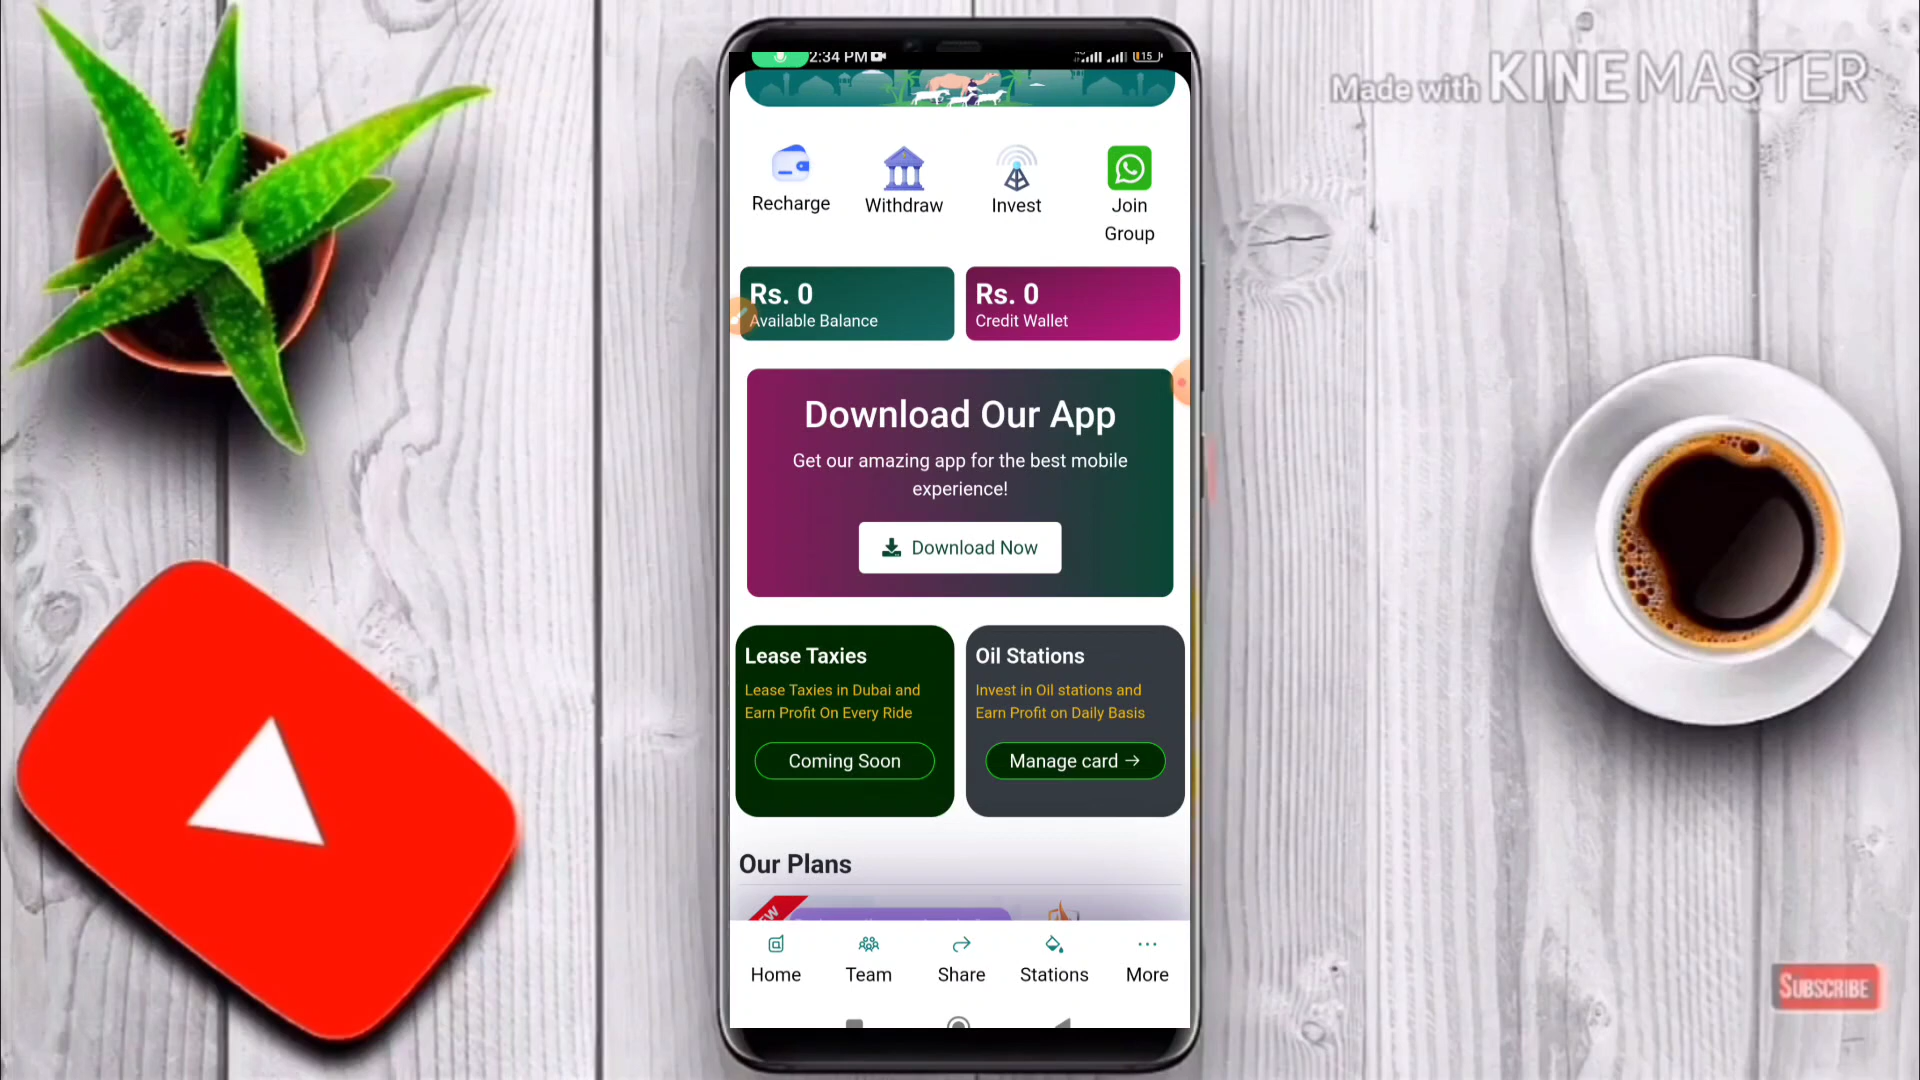 Made with KINEMASTER
2:34 PM
15
Recharge
Withdraw
Invest
Join
Group
Rs. 0
Available Balance
Rs. 0
Credit Wallet
Download Our App
Get our amazing app for the best mobile
experience!
Download Now
Lease Taxies
Lease Taxies in Dubai and
Earn Profit On Every Ride
Coming Soon
Oil Stations
Invest in Oil stations and
Earn Profit on Daily Basis
Manage card →
Our Plans
Home
Team
Share
Stations
More
SUBSCRIBE